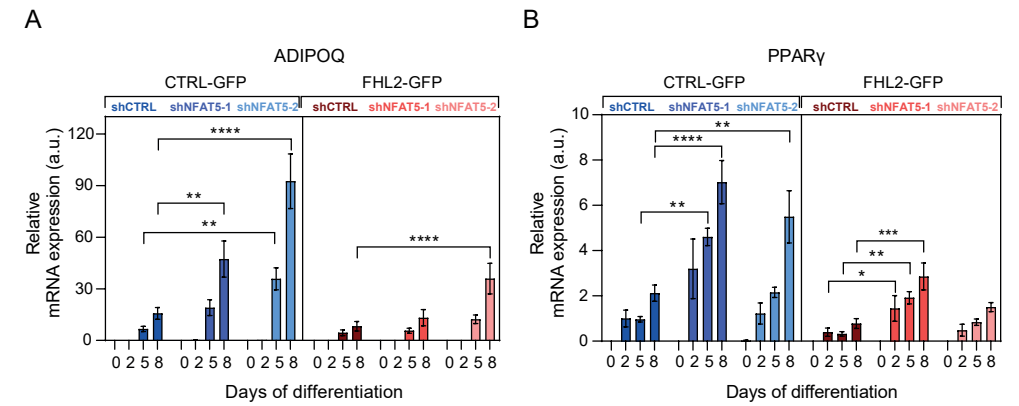 A
ADIPOQ
CTRL-GFP FHL2-GFP
shCTRL shNFAT5-1 shNFAT5-2 shCTRL shNFAT5-1 shNFAT5-2
Relative
mRNA expression (a.u.)
120
90
60
30
0
****
**
**
****
0 2 5 8 0 2 5 8 0 2 5 8 0 2 5 8 0 2 5 8 0 2 5 8
Days of differentiation
B
PPARγ
CTRL-GFP FHL2-GFP
shCTRL shNFAT5-1 shNFAT5-2 shCTRL shNFAT5-1 shNFAT5-2
Relative
mRNA expression (a.u.)
10
8
6
4
2
0
**
****
**
***
**
*
0 2 5 8 0 2 5 8 0 2 5 8 0 2 5 8 0 2 5 8 0 2 5 8
Days of differentiation